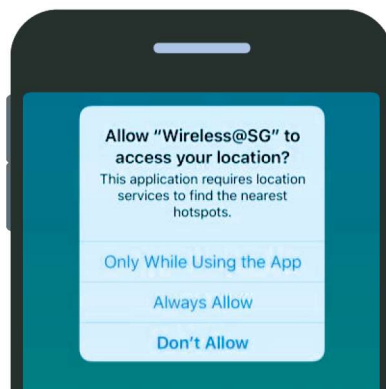 Allow “Wireless@SG” to
access your location?
This application requires location
services to find the nearest
hotspots.
Only While Using the App
Always Allow
Don’t Allow